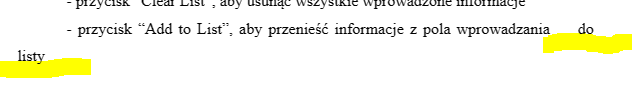 - przycisk "Clear List", aby usunąć wszystkie wprowadzone informacje
- przycisk “Add to List”, aby przenieść informacje z pola wprowadzania do
listy